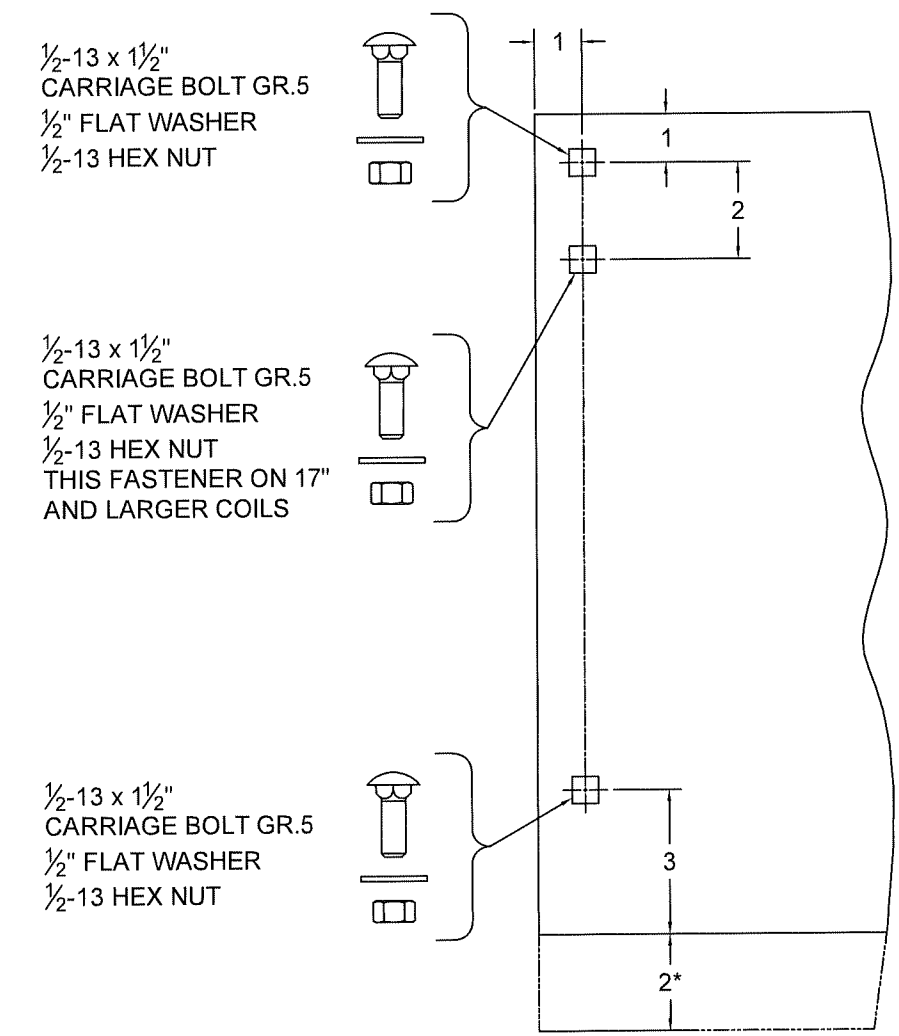 ½-13 x 1½"
CARRIAGE BOLT GR.5
½" FLAT WASHER
½-13 HEX NUT
1
1
2
½-13 x 1½"
CARRIAGE BOLT GR.5
½" FLAT WASHER
½-13 HEX NUT
THIS FASTENER ON 17"
AND LARGER COILS
½-13 x 1½"
CARRIAGE BOLT GR.5
½" FLAT WASHER
½-13 HEX NUT
3
2*